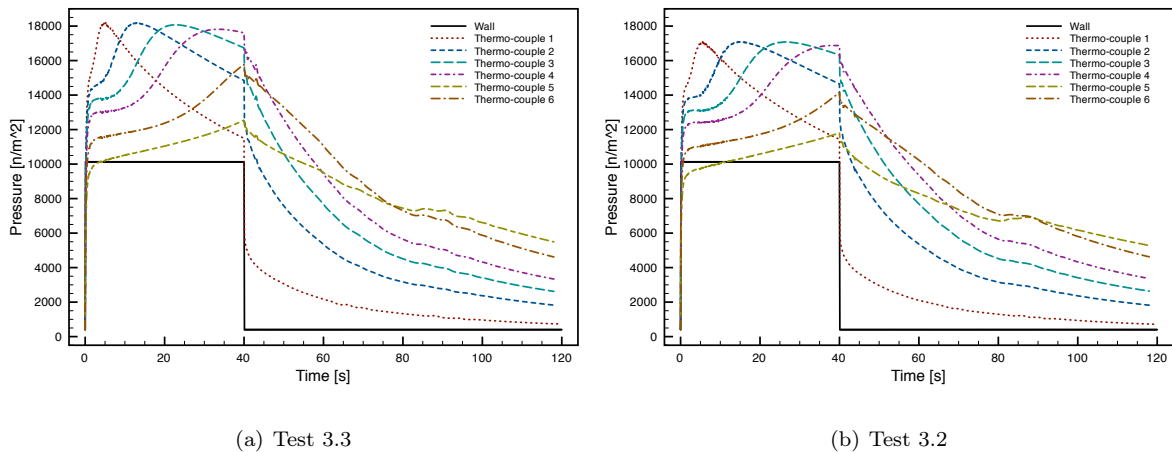 18000
16000
14000
12000
10000
8000
6000
4000
2000
0
Pressure [n/m^2]
0 20 40 60 80 100 120
Time [s]
Wall
Thermo-couple 1
Thermo-couple 2
Thermo-couple 3
Thermo-couple 4
Thermo-couple 5
Thermo-couple 6
(a) Test 3.3
18000
16000
14000
12000
10000
8000
6000
4000
2000
0
Pressure [n/m^2]
0 20 40 60 80 100 120
Time [s]
Wall
Thermo-couple 1
Thermo-couple 2
Thermo-couple 3
Thermo-couple 4
Thermo-couple 5
Thermo-couple 6
(b) Test 3.2